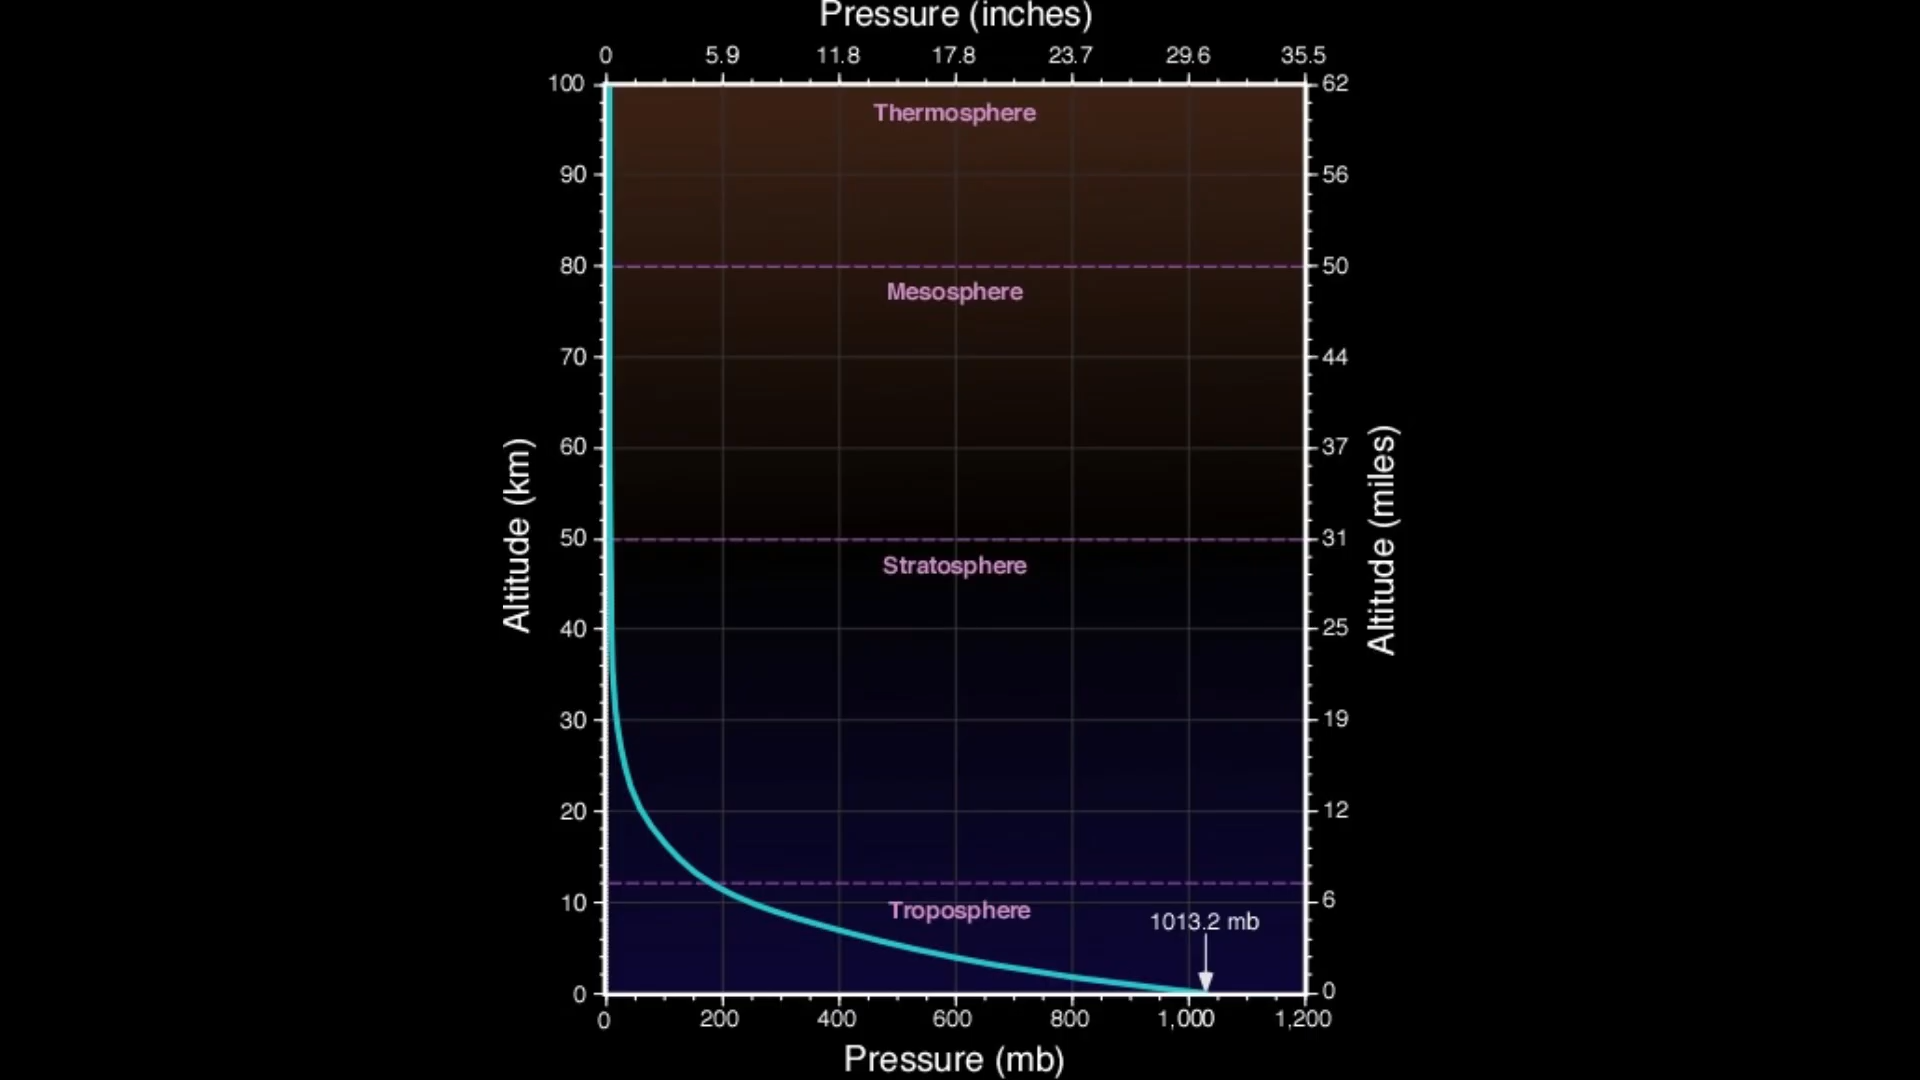 Pressure (inches)
0 5.9 11.8 17.8 23.7 29.6 35.5
100 62
Thermosphere
90 56
80 50
Mesosphere
70 44
60 37
Altitude (km)
Altitude (miles)
50 31
Stratosphere
40 25
30 19
20 12
10 6
Troposphere
1013.2 mb
0 0
0 200 400 600 800 1,000 1,200
Pressure (mb)